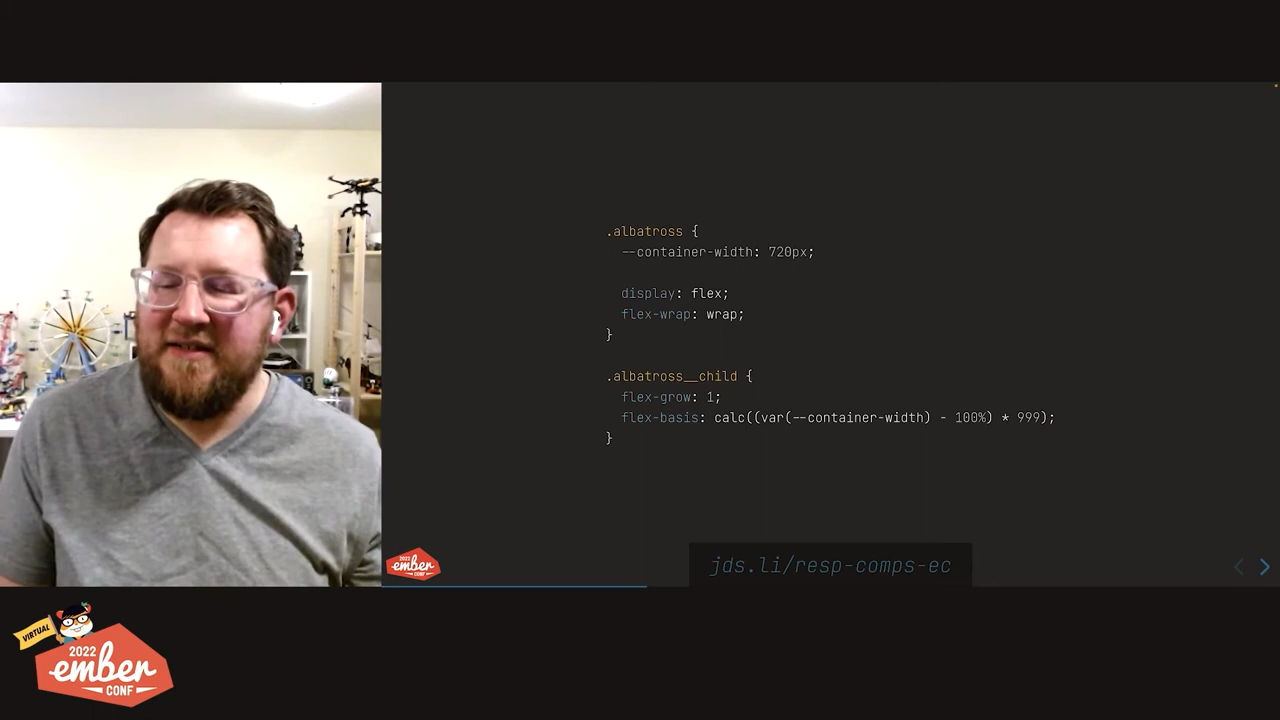 .albatross {
--container-width: 720px;
display: flex;
flex-wrap: wrap;
}
.albatross__child {
flex-grow: 1;
flex-basis: calc((var(--container-width) - 100%) * 999);
}
2022
ember
CONF
jds.li/resp-comps-ec
VIRTUAL
2022
ember
CONF